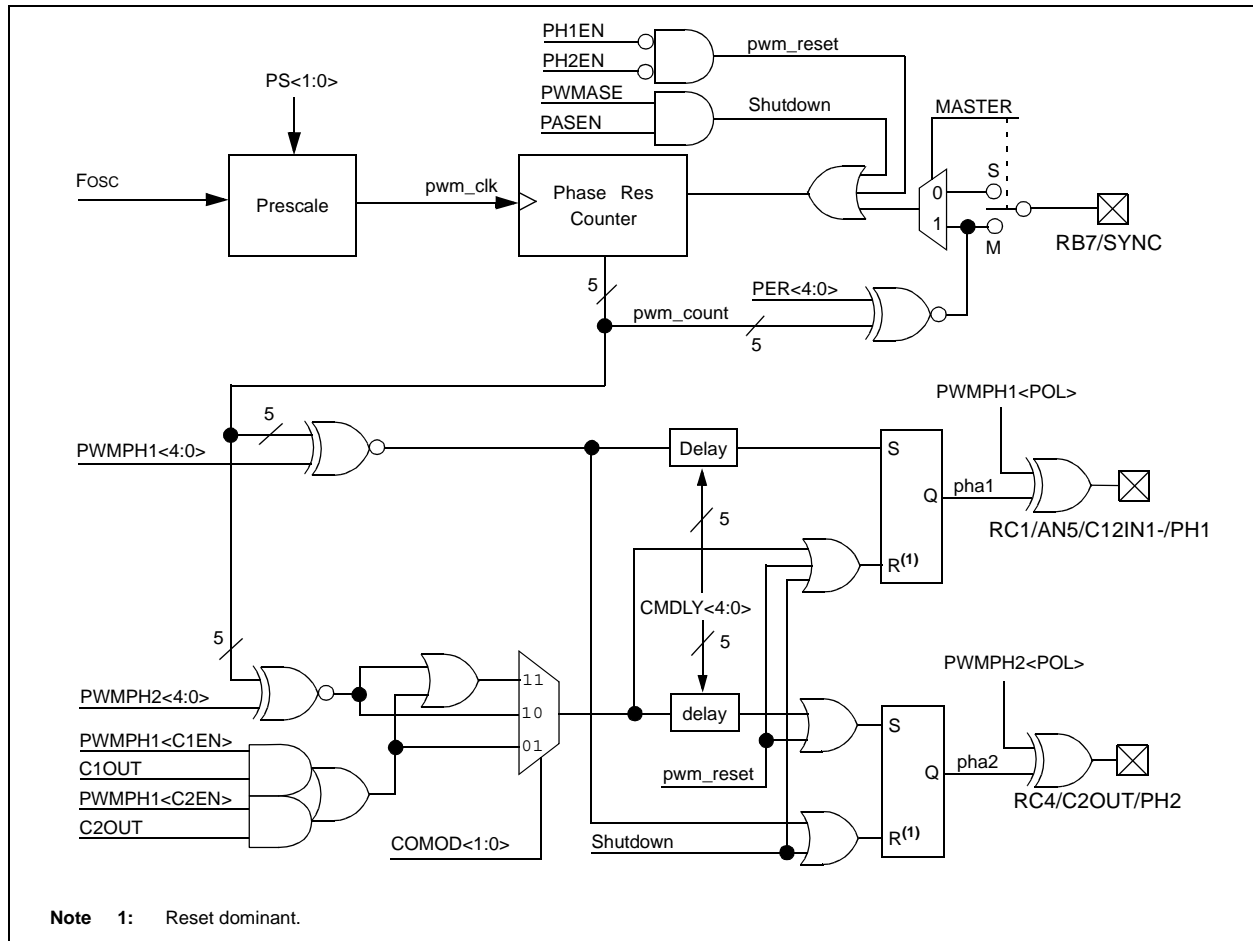 PH1EN
PH2EN
pwm_reset
PS<1:0>
PWMASE
PASEN
Shutdown
MASTER
FOSC
Prescale
pwm_clk
Phase Res
Counter
0
1
S
M
RB7/SYNC
5
PER<4:0>
pwm_count
5
PWMPH1<POL>
5
PWMPH1<4:0>
Delay
S
Q
R(1)
pha1
RC1/AN5/C12IN1-/PH1
5
CMDLY<4:0>
5
5
PWMPH2<POL>
PWMPH2<4:0>
11
10
01
delay
S
Q
R(1)
pha2
RC4/C2OUT/PH2
PWMPH1<C1EN>
C1OUT
PWMPH1<C2EN>
C2OUT
pwm_reset
COMOD<1:0>
Shutdown
Note 1: Reset dominant.